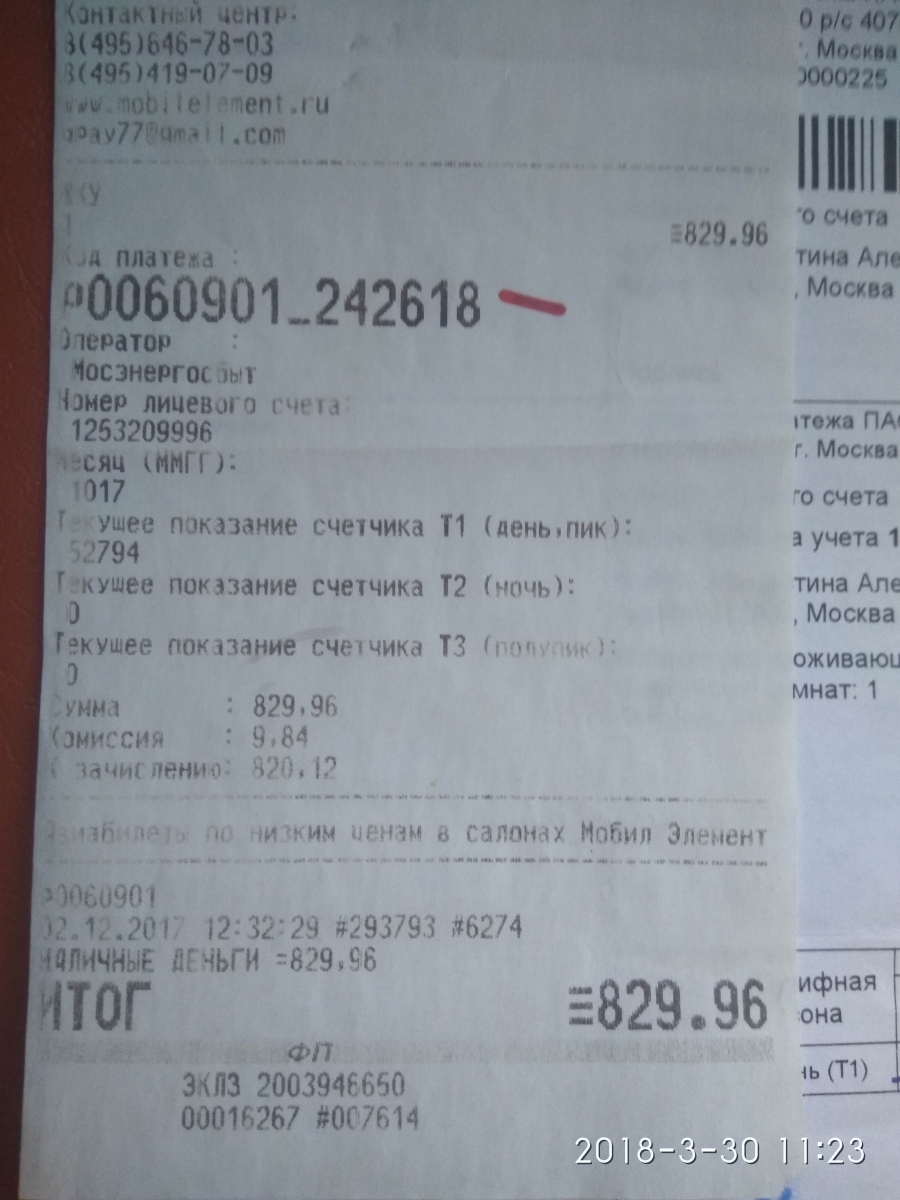 Контактный центр:
8(495)646-78-03
8(495)419-07-09
www.mobilelement.ru
pay77@gmail.com
≡829.96
Код платежа :
P0060901_242618
Оператор :
Мосэнергосбыт
Номер лицевого счета:
1253209996
Месяц (ММГГ):
1017
Текущее показание счетчика Т1 (день,пик):
52794
Текущее показание счетчика Т2 (ночь):
0
Текущее показание счетчика Т3 (полупик):
0
Сумма : 829,96
Комиссия : 9,84
К зачислению: 820,12
Авиабилеты по низким ценам в салонах Мобил Элемент
P0060901
02.12.2017 12:32:29 #293793 #6274
НАЛИЧНЫЕ ДЕНЬГИ =829,96
ИТОГ ≡829.96
ФП
ЭКЛЗ 2003946650
00016267 #007614
0 р/с 407
. Москва
0000225
го счета
тина Але
, Москва
атежа ПАО
г. Москва
го счета
а учета 1
тина Але
, Москва
оживающ
мнат: 1
ифная
она
нь (Т1)
2018-3-30 11:23